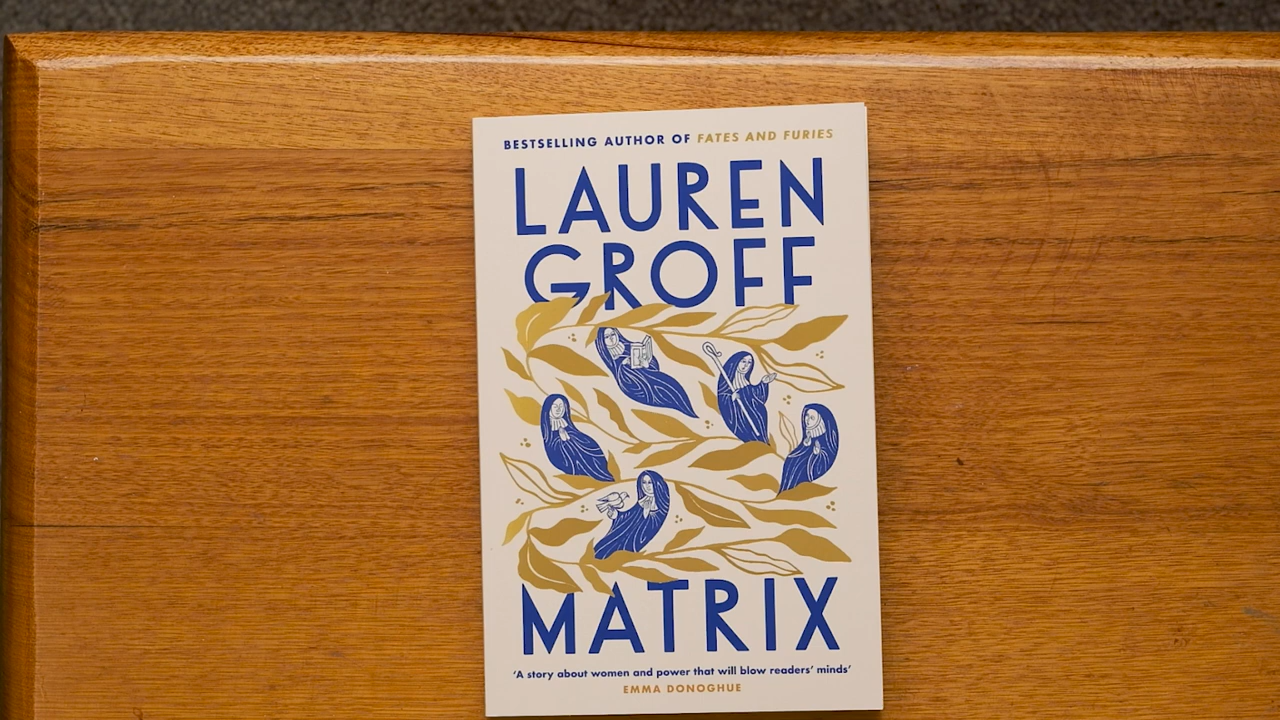 BESTSELLING AUTHOR OF FATES AND FURIES
LAUREN
GROFF
MATRIX
'A story about women and power that will blow readers' minds'
EMMA DONOGHUE